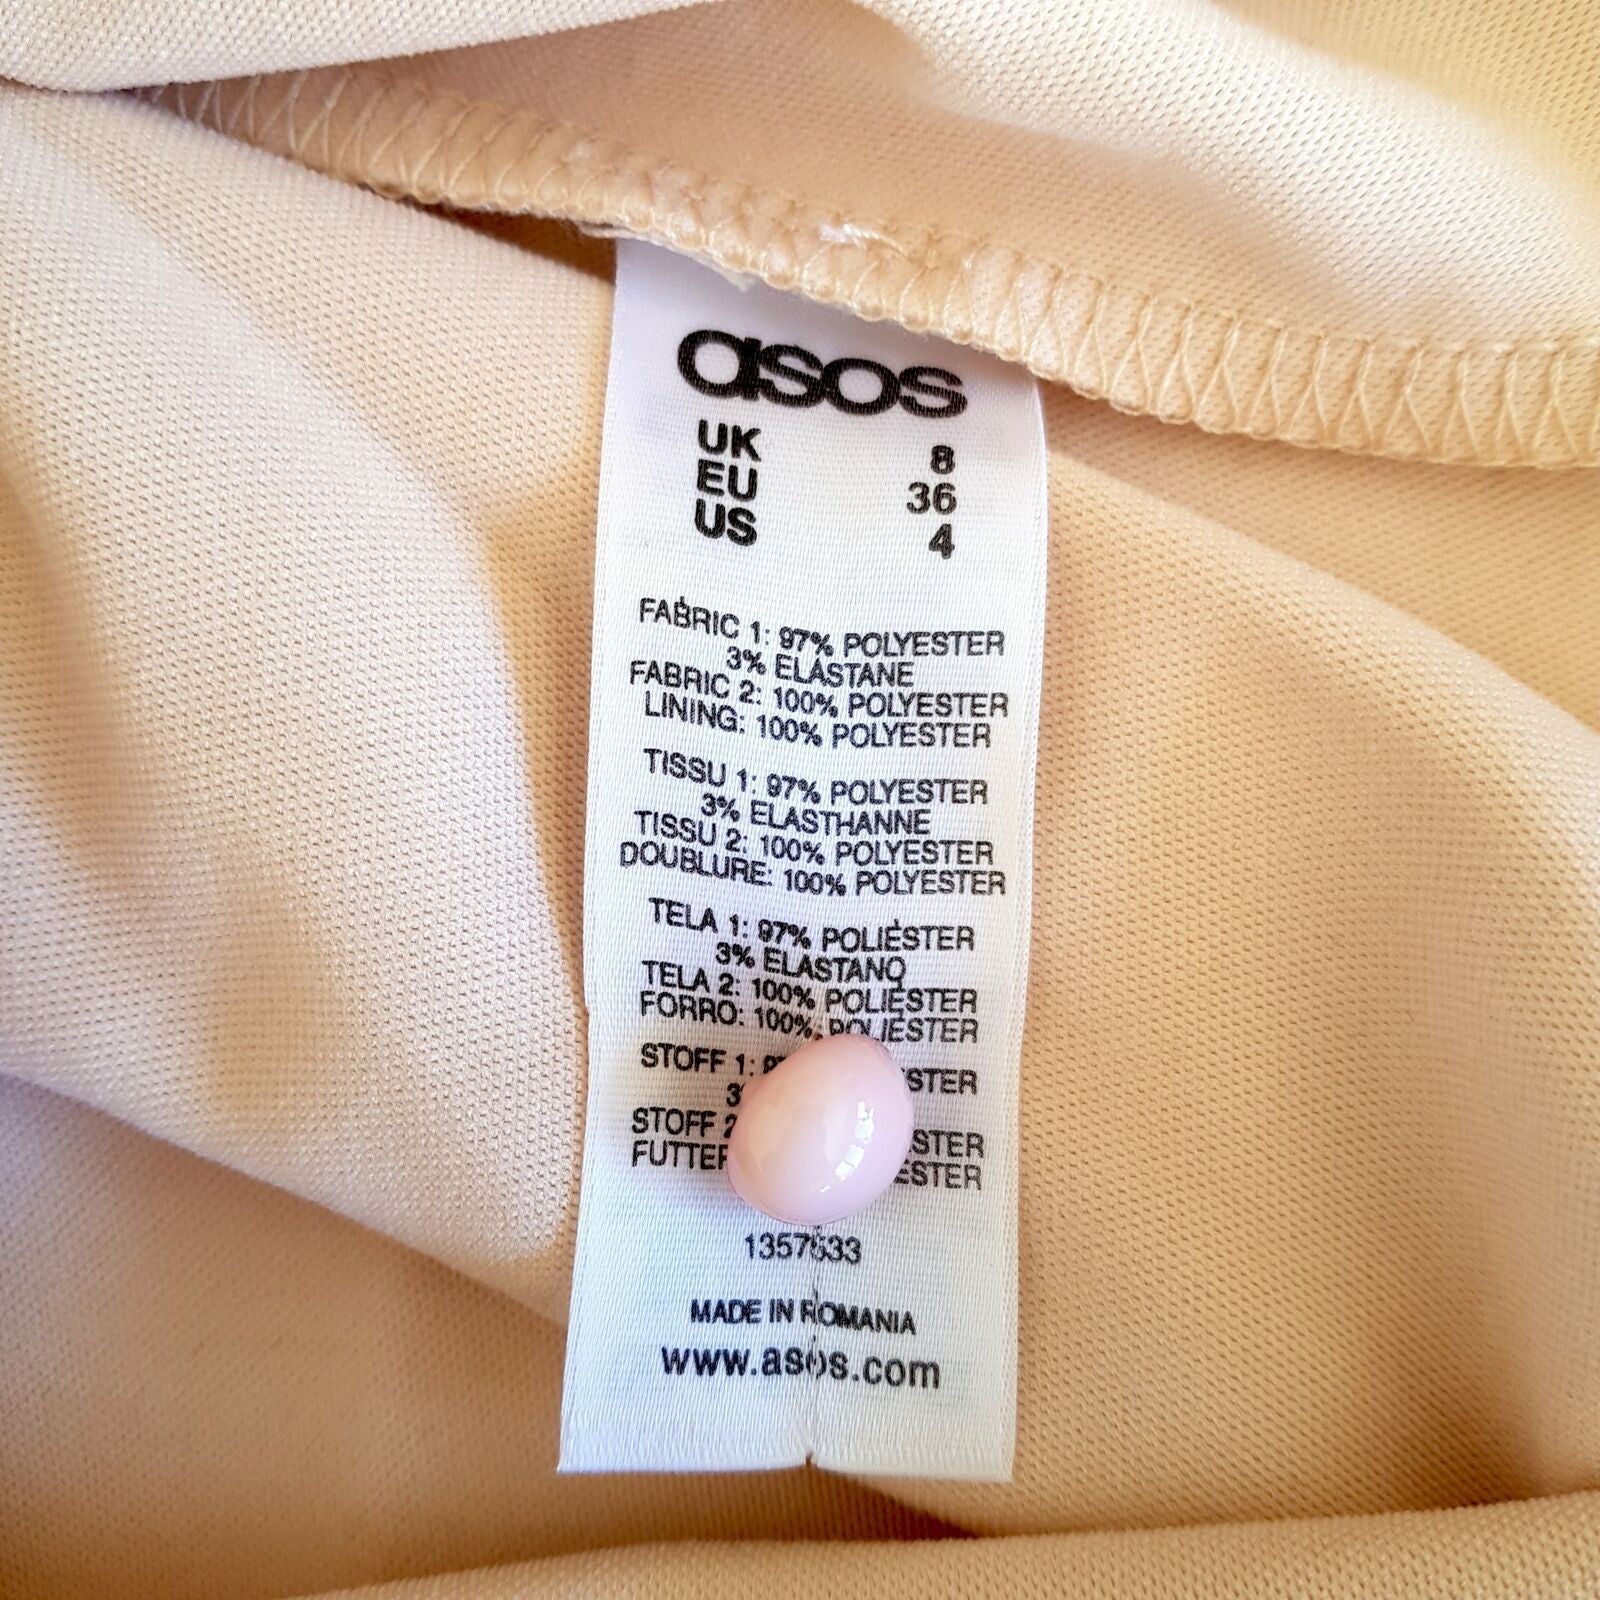 asos
UK 8
EU 36
US 4
FABRIC 1: 97% POLYESTER
3% ELASTANE
FABRIC 2: 100% POLYESTER
LINING: 100% POLYESTER
TISSU 1: 97% POLYESTER
3% ELASTHANNE
TISSU 2: 100% POLYESTER
DOUBLURE: 100% POLYESTER
TELA 1: 97% POLIÉSTER
3% ELASTANO
TELA 2: 100% POLIÉSTER
FORRO: 100% POLIÉSTER
STOFF 1:
STOFF
MADE IN ROMANIA
www.asos.com